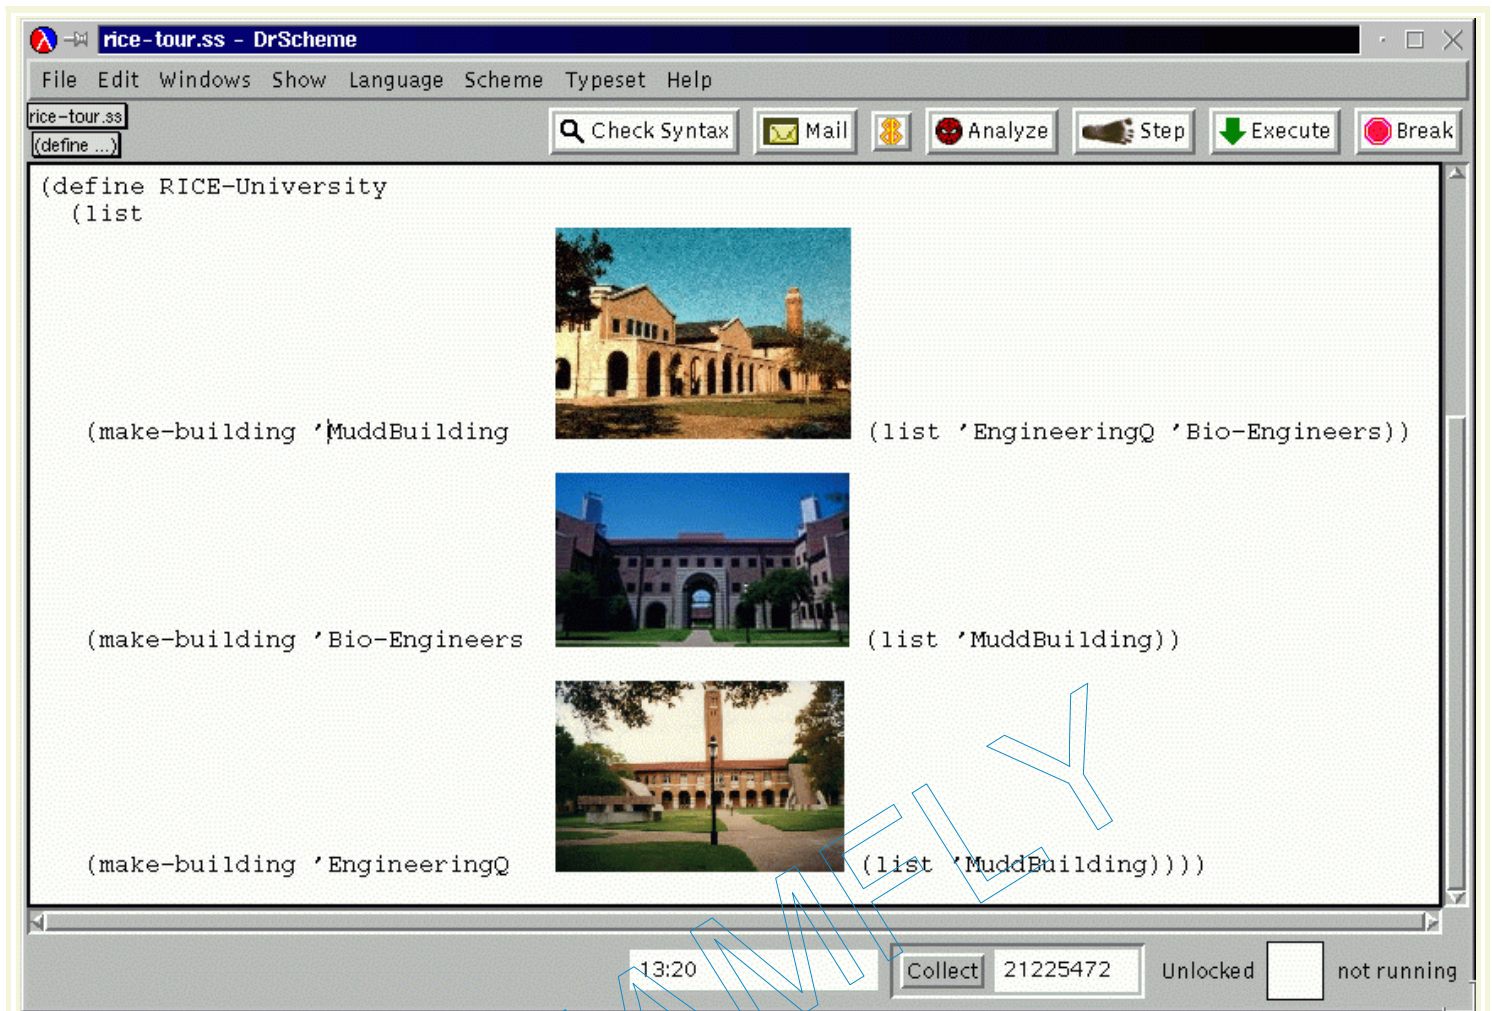 rice-tour.ss - DrScheme
File Edit Windows Show Language Scheme Typeset Help
rice-tour.ss
(define ...)
Check Syntax Mail Analyze Step Execute Break
(define RICE-University
(list
(make-building 'MuddBuilding (list 'EngineeringQ 'Bio-Engineers))
(make-building 'Bio-Engineers (list 'MuddBuilding))
(make-building 'EngineeringQ (list 'MuddBuilding))))
13:20 Collect 21225472 Unlocked not running